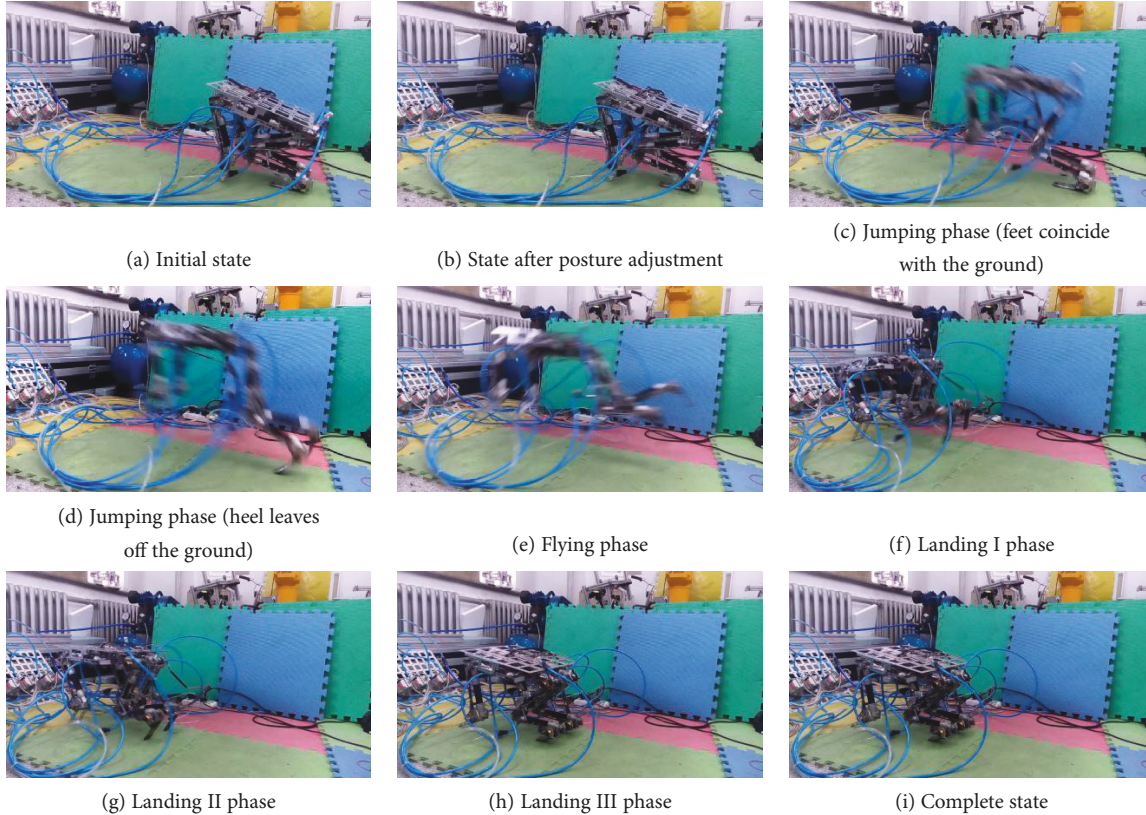 (a) Initial state
(b) State after posture adjustment
(c) Jumping phase (feet coincide
with the ground)
(d) Jumping phase (heel leaves
off the ground)
(e) Flying phase
(f) Landing I phase
(g) Landing II phase
(h) Landing III phase
(i) Complete state